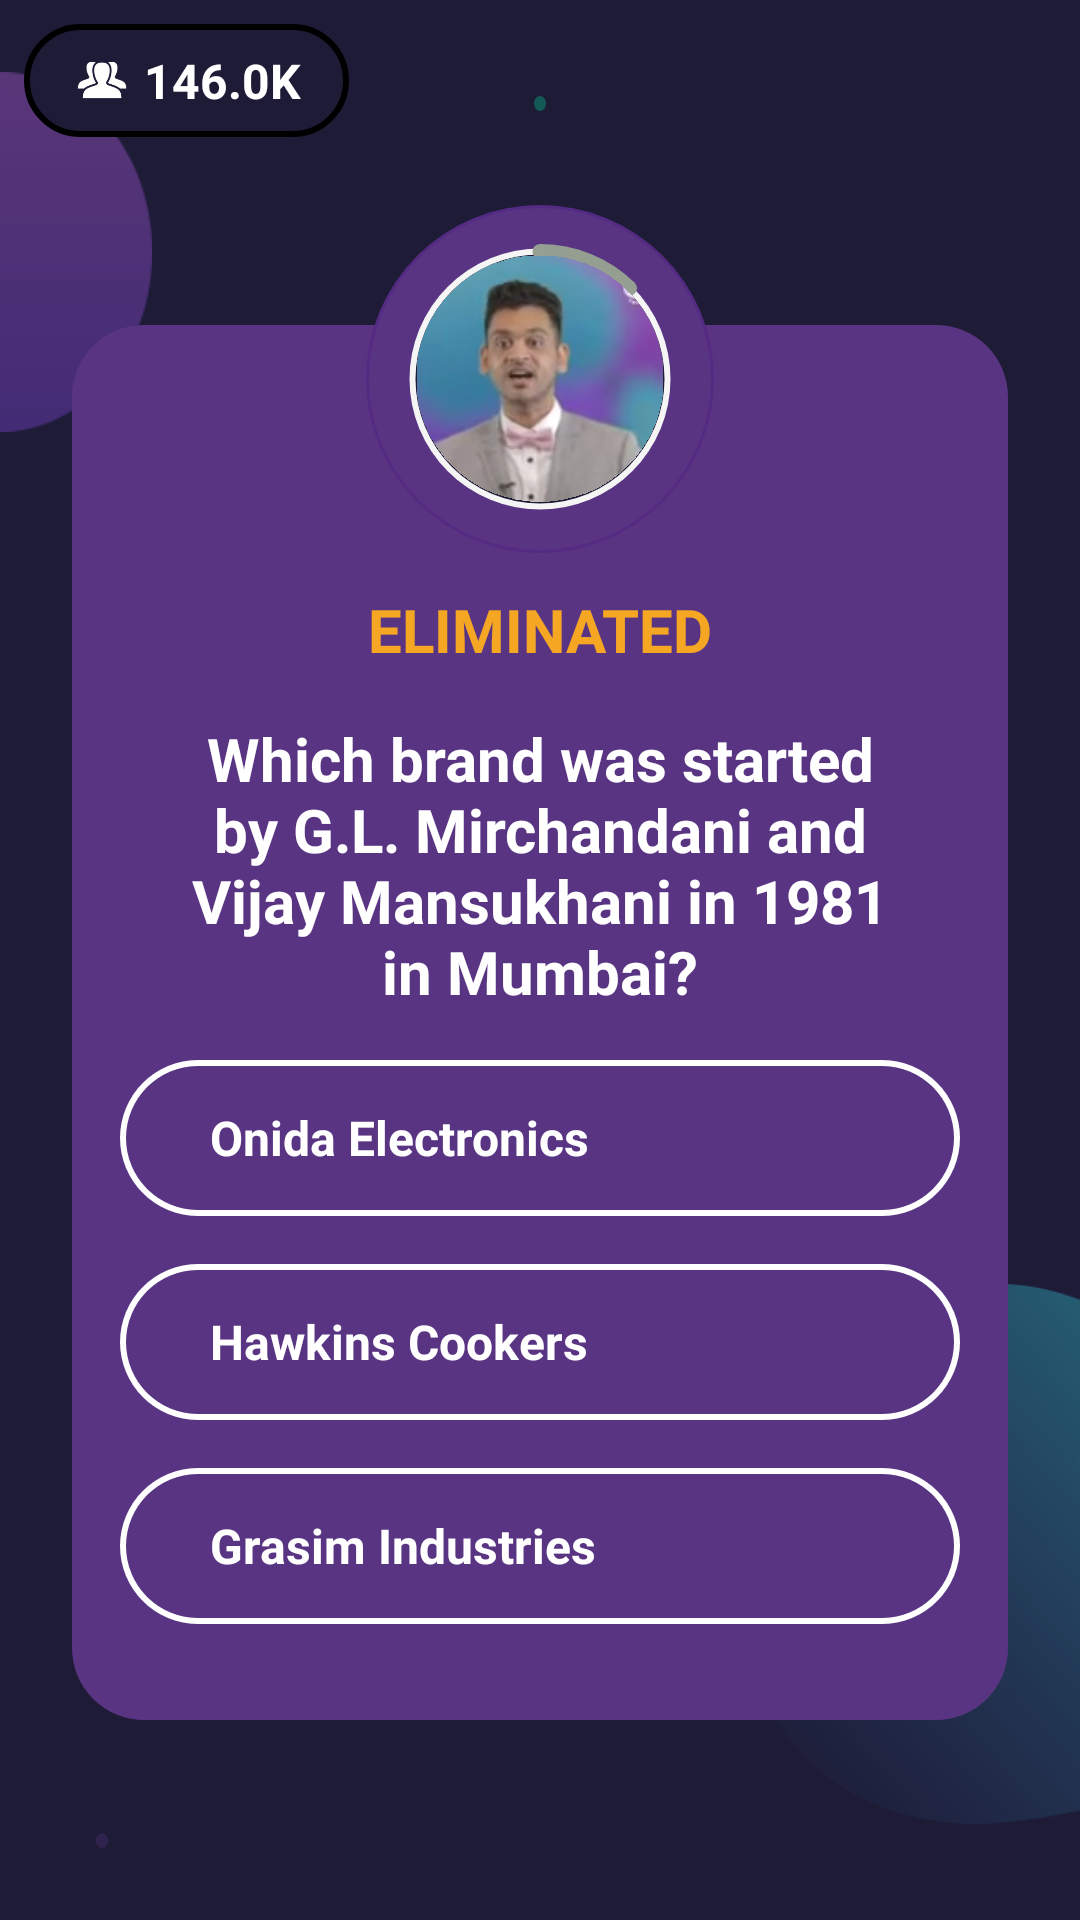 146.0K
ELIMINATED
Which brand was started
by G.L. Mirchandani and
Vijay Mansukhani in 1981
in Mumbai?
Onida Electronics
Hawkins Cookers
Grasim Industries